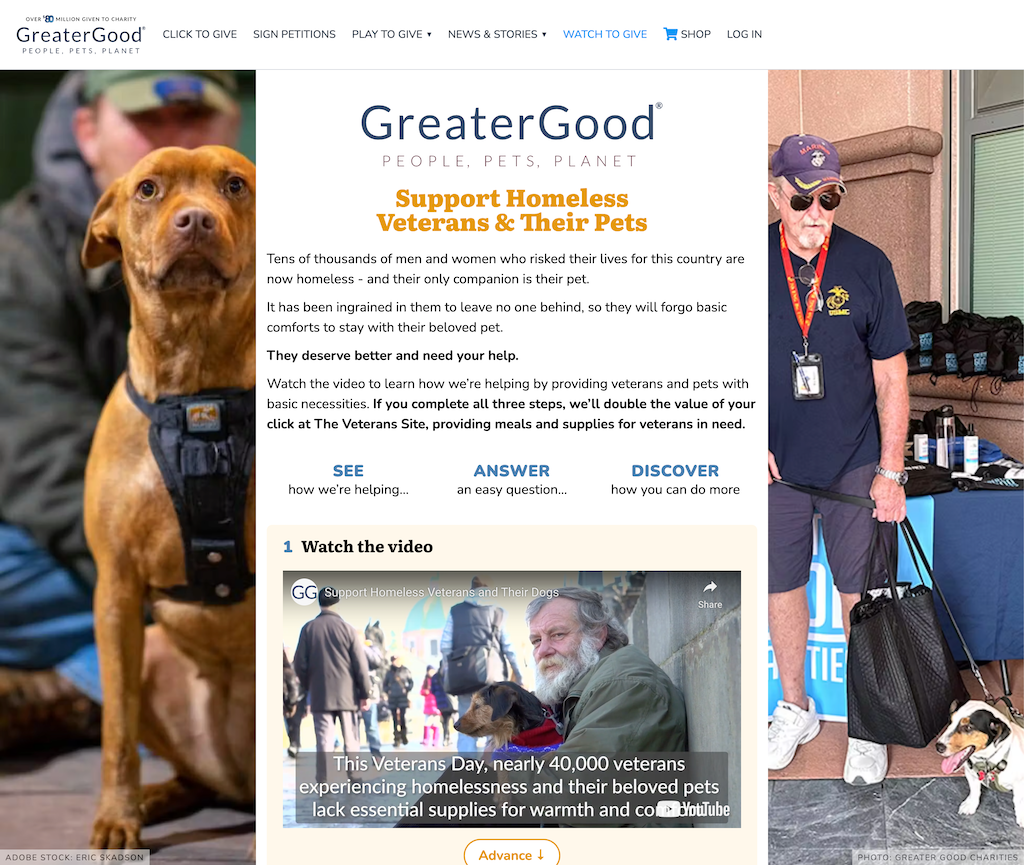 OVER $80 MILLION GIVEN TO CHARITY
GreaterGood®
PEOPLE, PETS, PLANET
CLICK TO GIVE
SIGN PETITIONS
PLAY TO GIVE ▼
NEWS & STORIES ▼
WATCH TO GIVE
SHOP
LOG IN
GreaterGood®
PEOPLE, PETS, PLANET
Support Homeless
Veterans & Their Pets
Tens of thousands of men and women who risked their lives for this country are
now homeless - and their only companion is their pet.
It has been ingrained in them to leave no one behind, so they will forgo basic
comforts to stay with their beloved pet.
They deserve better and need your help.
Watch the video to learn how we’re helping by providing veterans and pets with
basic necessities. If you complete all three steps, we’ll double the value of your
click at The Veterans Site, providing meals and supplies for veterans in need.
SEE
how we’re helping...
ANSWER
an easy question...
DISCOVER
how you can do more
1 Watch the video
GG
Support Homeless Veterans and Their Dogs
Share
This Veterans Day, nearly 40,000 veterans
experiencing homelessness and their beloved pets
lack essential supplies for warmth and
YouTube
Advance ↓
USMC
ADOBE STOCK: ERIC SKADSON
PHOTO: GREATER GOOD CHARITIES